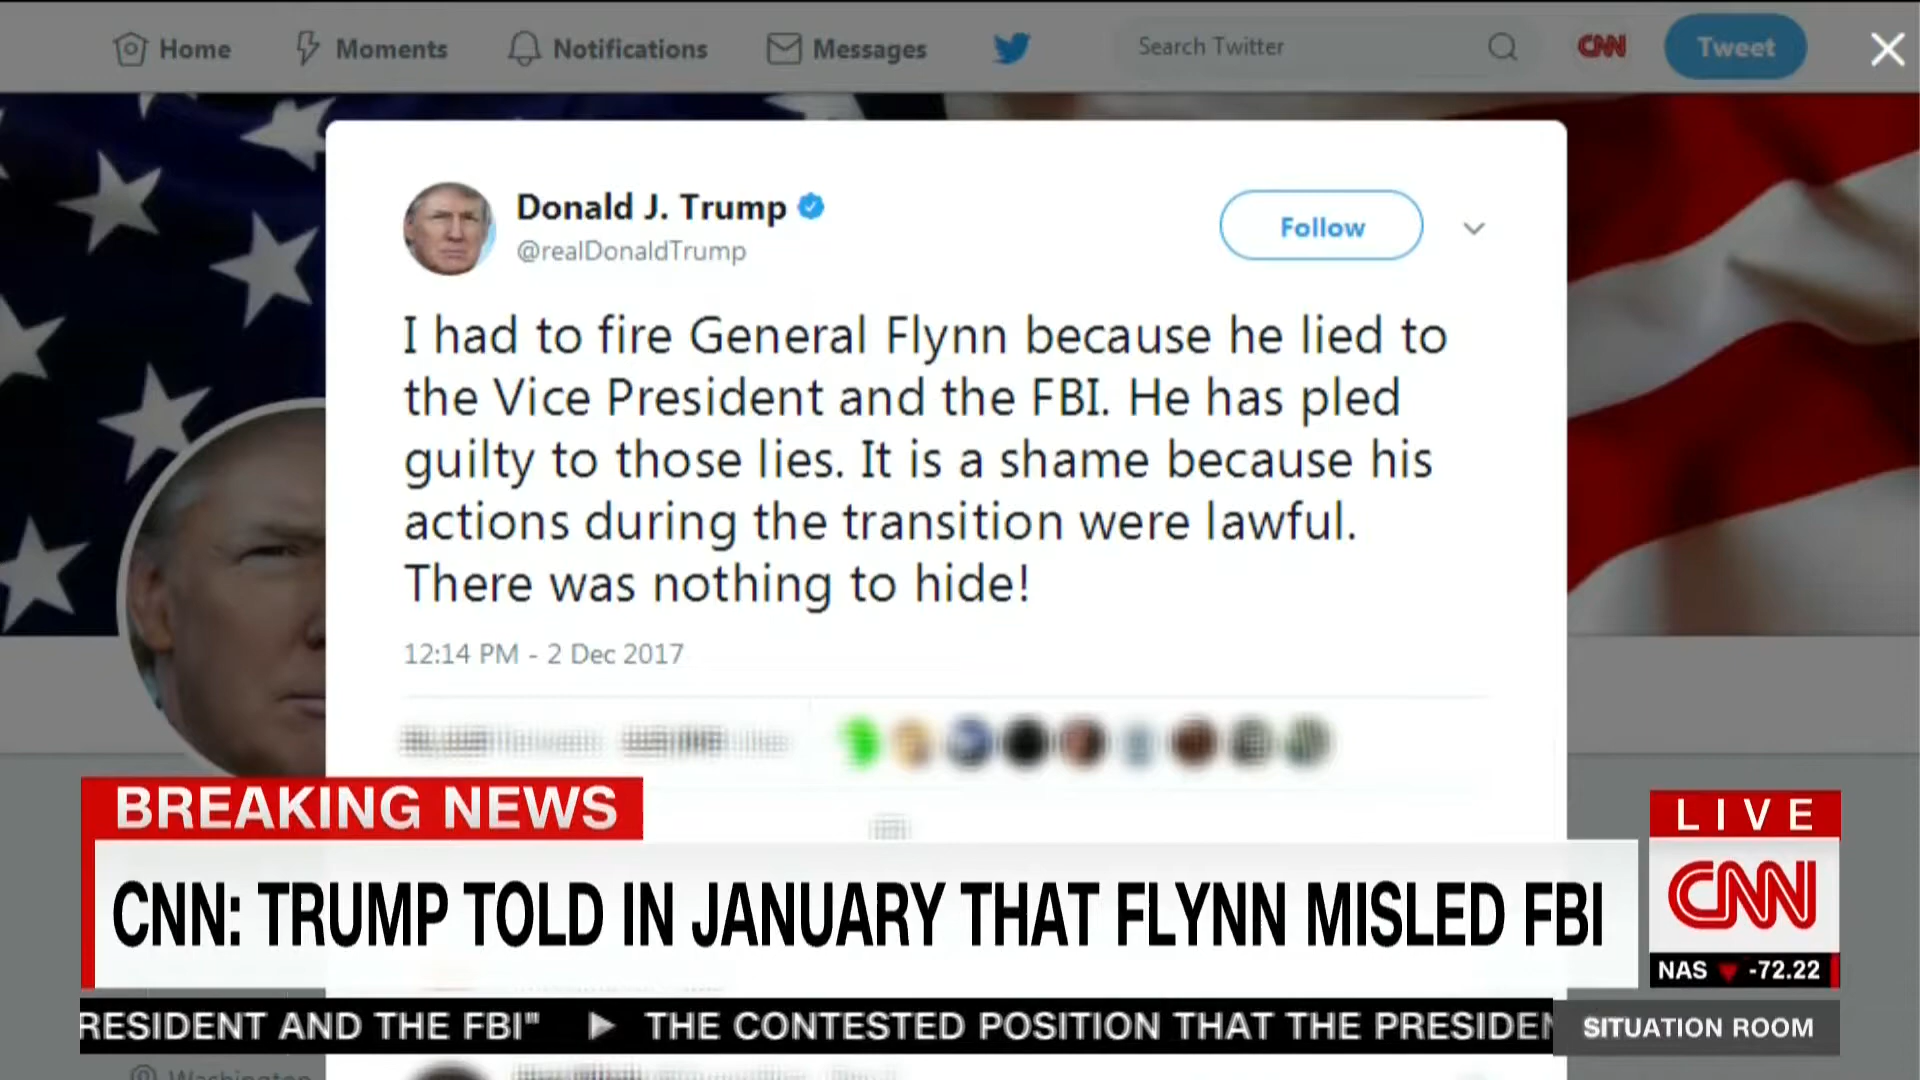 Home
Moments
Notifications
Messages
Search Twitter
CNN
Tweet
Donald J. Trump
@realDonaldTrump
Follow
I had to fire General Flynn because he lied to
the Vice President and the FBI. He has pled
guilty to those lies. It is a shame because his
actions during the transition were lawful.
There was nothing to hide!
12:14 PM - 2 Dec 2017
BREAKING NEWS
CNN: TRUMP TOLD IN JANUARY THAT FLYNN MISLED FBI
LIVE
CNN
NAS ▼ -72.22
RESIDENT AND THE FBI" ▶ THE CONTESTED POSITION THAT THE PRESIDEN
SITUATION ROOM
Washington